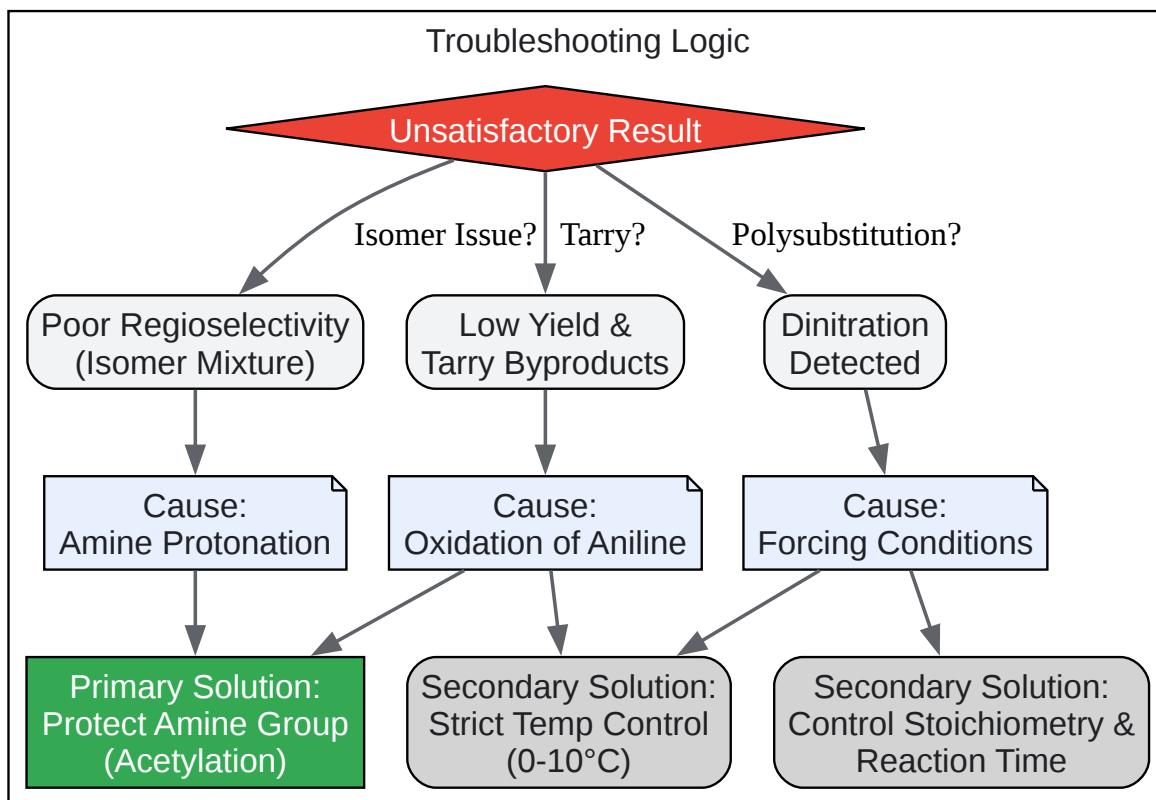 Troubleshooting Logic
Unsatisfactory Result
Isomer Issue?
Tarry?
Polysubstitution?
Poor Regioselectivity
(Isomer Mixture)
Low Yield &
Tarry Byproducts
Dinitration
Detected
Cause:
Amine Protonation
Cause:
Oxidation of Aniline
Cause:
Forcing Conditions
Primary Solution:
Protect Amine Group
(Acetylation)
Secondary Solution:
Strict Temp Control
(0-10°C)
Secondary Solution:
Control Stoichiometry &
Reaction Time